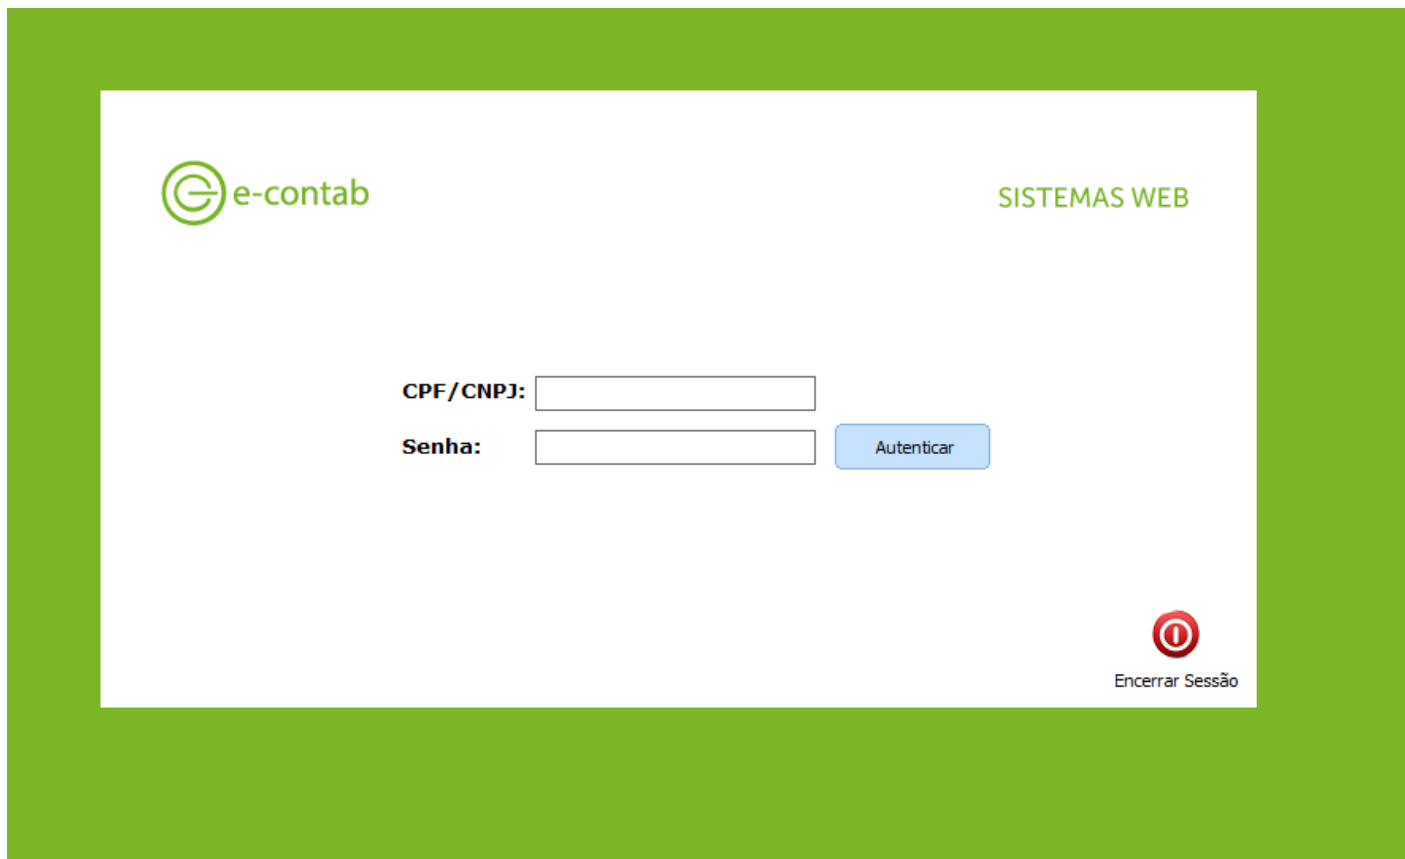 e-contab
SISTEMAS WEB
CPF/CNPJ:
Senha:
Autenticar
Encerrar Sessão